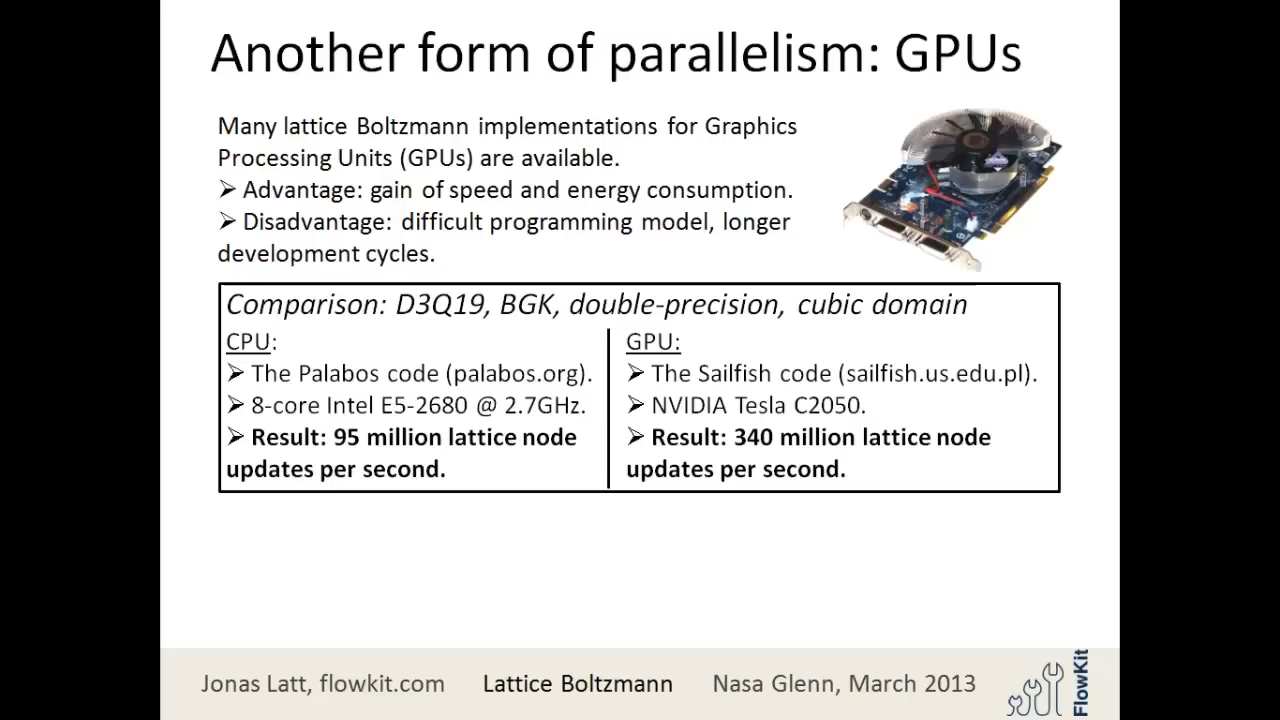 Another form of parallelism: GPUs
Many lattice Boltzmann implementations for Graphics
Processing Units (GPUs) are available.
➢ Advantage: gain of speed and energy consumption.
➢ Disadvantage: difficult programming model, longer
development cycles.
Comparison: D3Q19, BGK, double-precision, cubic domain
CPU:
➢ The Palabos code (palabos.org).
➢ 8-core Intel E5-2680 @ 2.7GHz.
➢ Result: 95 million lattice node
updates per second.
GPU:
➢ The Sailfish code (sailfish.us.edu.pl).
➢ NVIDIA Tesla C2050.
➢ Result: 340 million lattice node
updates per second.
Jonas Latt, flowkit.com
Lattice Boltzmann
Nasa Glenn, March 2013
FlowKit